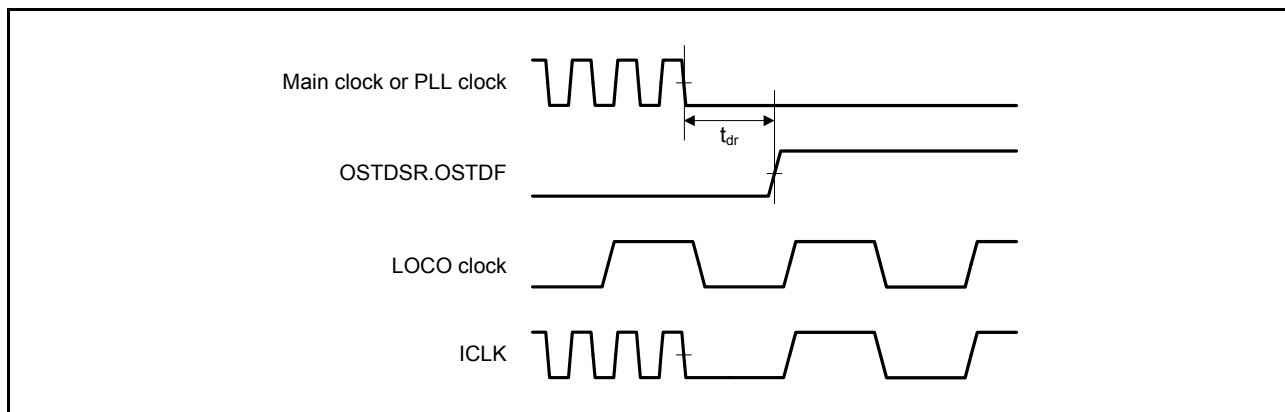 Main clock or PLL clock
tdr
OSTDSR.OSTDF
LOCO clock
ICLK